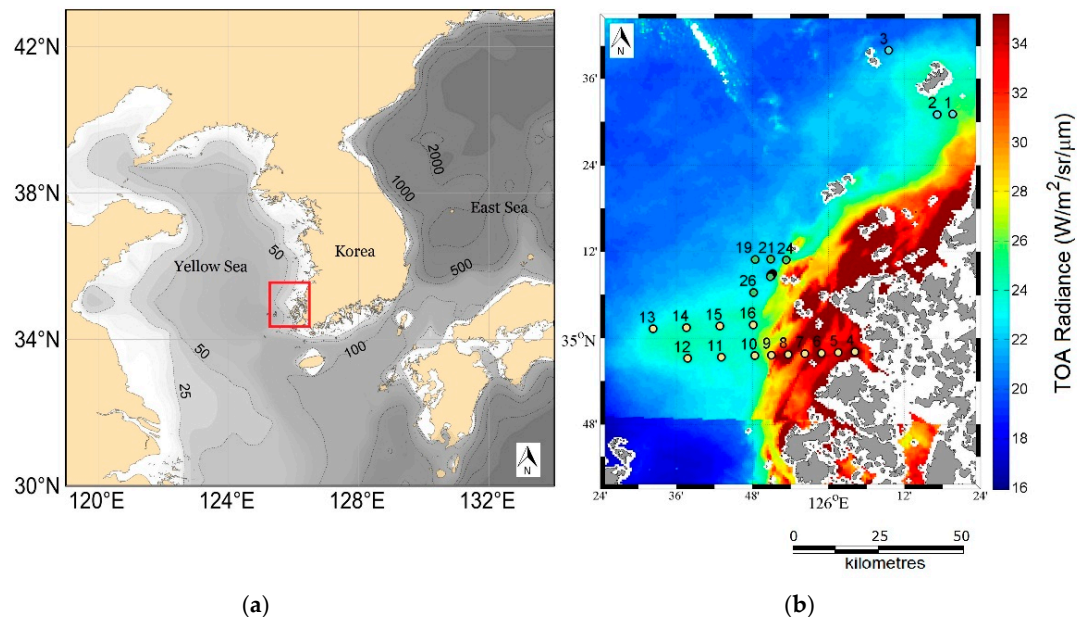 42°N
38°N
34°N
30°N
120°E
124°E
128°E
132°E
2000
1000
East Sea
500
Korea
50
Yellow Sea
50
100
25
N
(a)
N
3
36'
2 1
24'
12'
19 21 24
26
13 14 15 16
35°N
12 11 10 9 8 7 6 5 4
48'
24'
36'
48'
126°E
12'
24'
34
32
30
28
26
24
22
20
18
16
TOA Radiance (W/m²/sr/μm)
0 25 50
kilometres
(b)